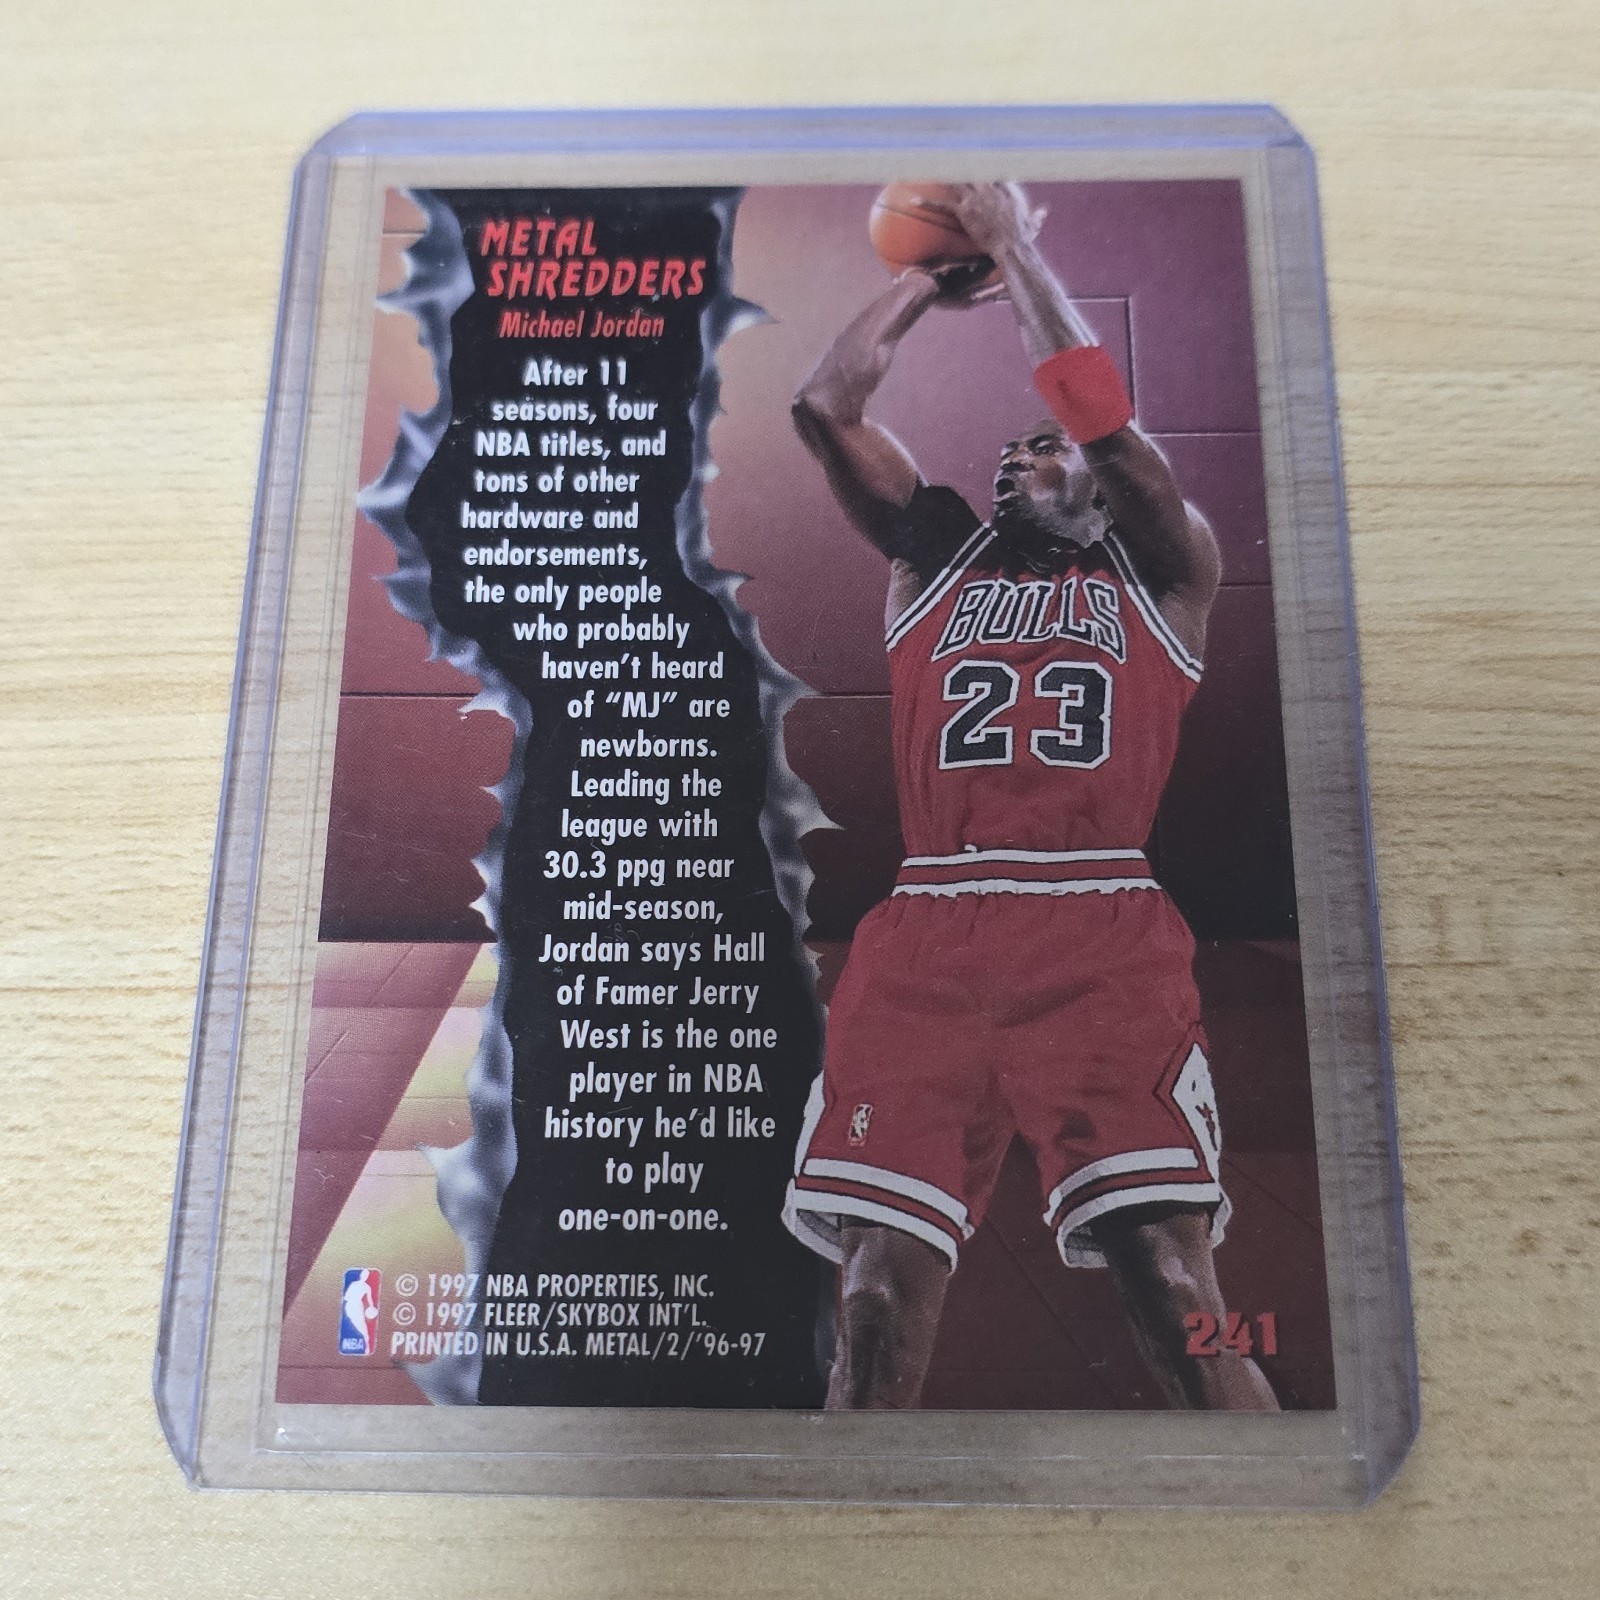 METAL
SHREDDERS
Michael Jordan
After 11
seasons, four
NBA titles, and
tons of other
hardware and
endorsements,
the only people
who probably
haven't heard
of “MJ” are
newborns.
Leading the
league with
30.3 ppg near
mid-season,
Jordan says Hall
of Famer Jerry
West is the one
player in NBA
history he'd like
to play
one-on-one.
BULLS
23
NBA
© 1997 NBA PROPERTIES, INC.
© 1997 FLEER/SKYBOX INT'L.
PRINTED IN U.S.A. METAL/2/'96-97
241